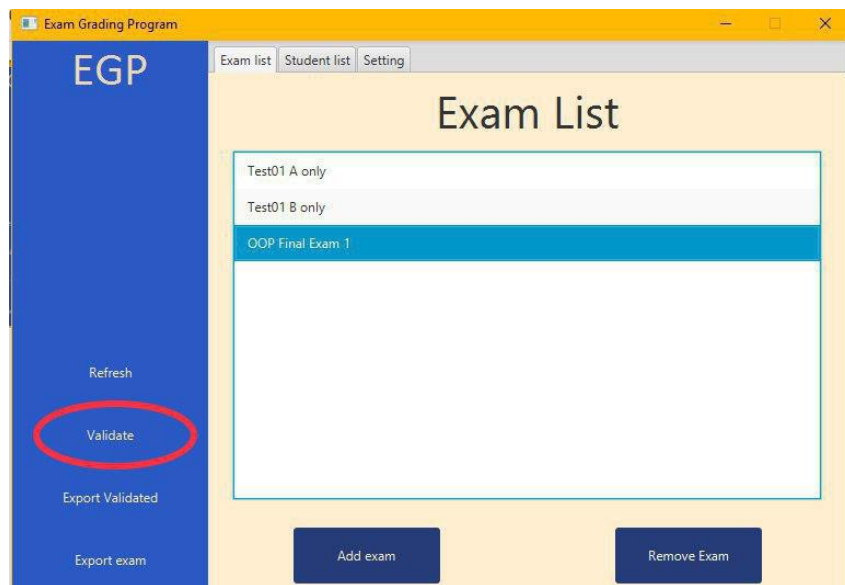 Exam Grading Program
EGP
Exam list Student list Setting
Exam List
Test01 A only
Test01 B only
OOP Final Exam 1
Refresh
Validate
Export Validated
Export exam
Add exam Remove Exam